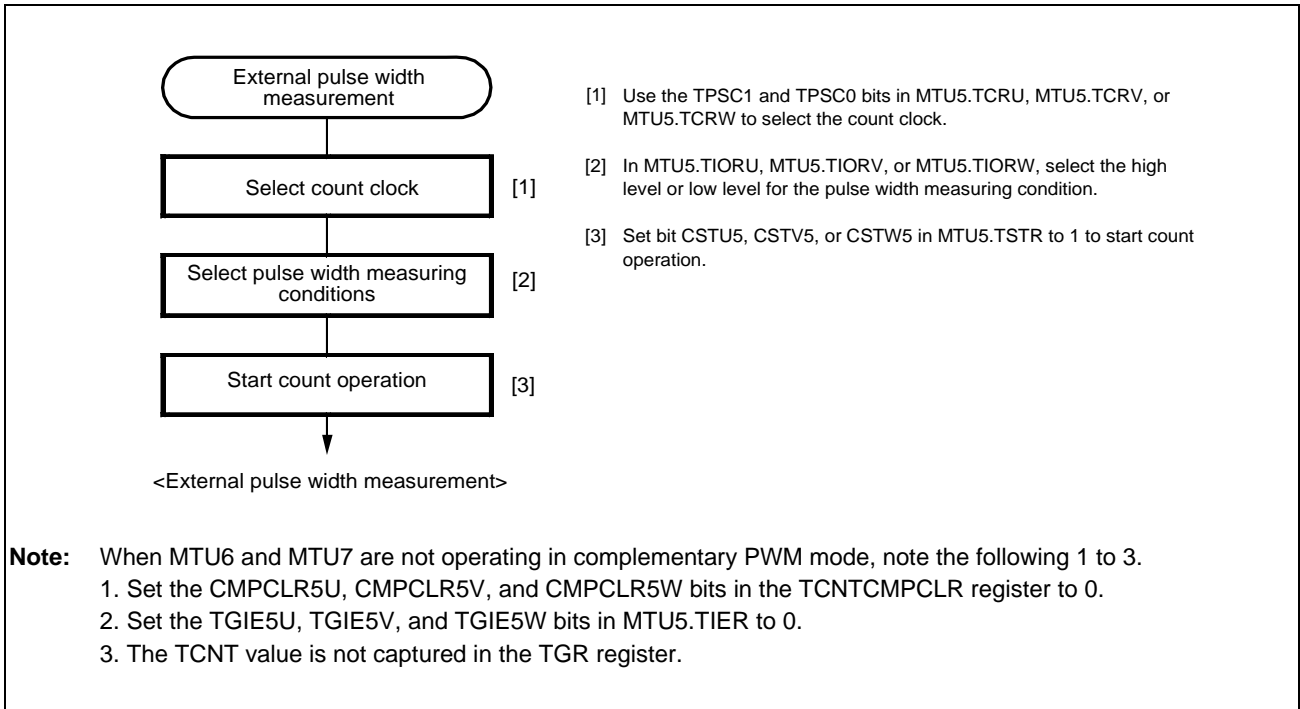 External pulse width
measurement
Select count clock
[1]
Select pulse width measuring
conditions
[2]
Start count operation
[3]
<External pulse width measurement>
[1] Use the TPSC1 and TPSC0 bits in MTU5.TCRU, MTU5.TCRV, or
MTU5.TCRW to select the count clock.
[2] In MTU5.TIORU, MTU5.TIORV, or MTU5.TIORW, select the high
level or low level for the pulse width measuring condition.
[3] Set bit CSTU5, CSTV5, or CSTW5 in MTU5.TSTR to 1 to start count
operation.
Note: When MTU6 and MTU7 are not operating in complementary PWM mode, note the following 1 to 3.
1. Set the CMPCLR5U, CMPCLR5V, and CMPCLR5W bits in the TCNTCMPCLR register to 0.
2. Set the TGIE5U, TGIE5V, and TGIE5W bits in MTU5.TIER to 0.
3. The TCNT value is not captured in the TGR register.